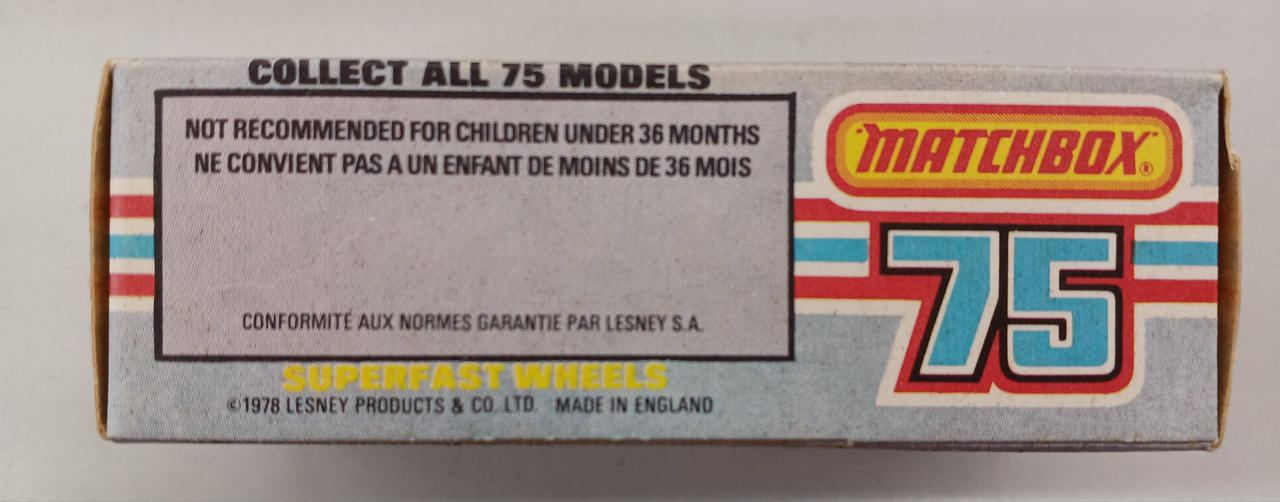 COLLECT ALL 75 MODELS
NOT RECOMMENDED FOR CHILDREN UNDER 36 MONTHS
NE CONVIENT PAS A UN ENFANT DE MOINS DE 36 MOIS
CONFORMITÉ AUX NORMES GARANTIE PAR LESNEY S.A.
SUPERFAST WHEELS
©1978 LESNEY PRODUCTS & CO. LTD. MADE IN ENGLAND
"MATCHBOX"®
75